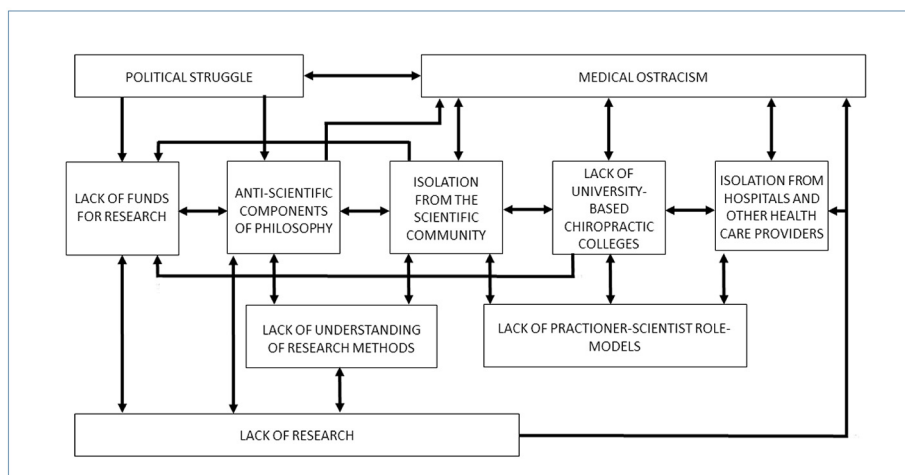 POLITICAL STRUGGLE
MEDICAL OSTRACISM
LACK OF FUNDS
FOR RESEARCH
ANTI-SCIENTIFIC
COMPONENTS
OF PHILOSOPHY
ISOLATION
FROM THE
SCIENTIFIC
COMMUNITY
LACK OF
UNIVERSITY-
BASED
CHIROPRACTIC
COLLEGES
ISOLATION FROM
HOSPITALS AND
OTHER HEALTH
CARE PROVIDERS
LACK OF UNDERSTANDING
OF RESEARCH METHODS
LACK OF PRACTIONER-SCIENTIST ROLE-
MODELS
LACK OF RESEARCH